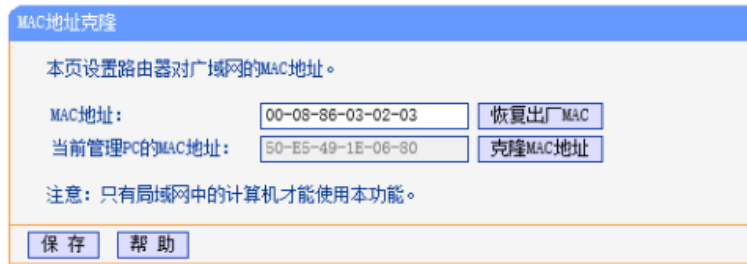 MAC地址克隆
本页设置路由器对广域网的MAC地址。
MAC地址： 00-08-86-03-02-03 恢复出厂MAC
当前管理PC的MAC地址： 50-E5-49-1E-06-80 克隆MAC地址
注意：只有局域网中的计算机才能使用本功能。
保存 帮助